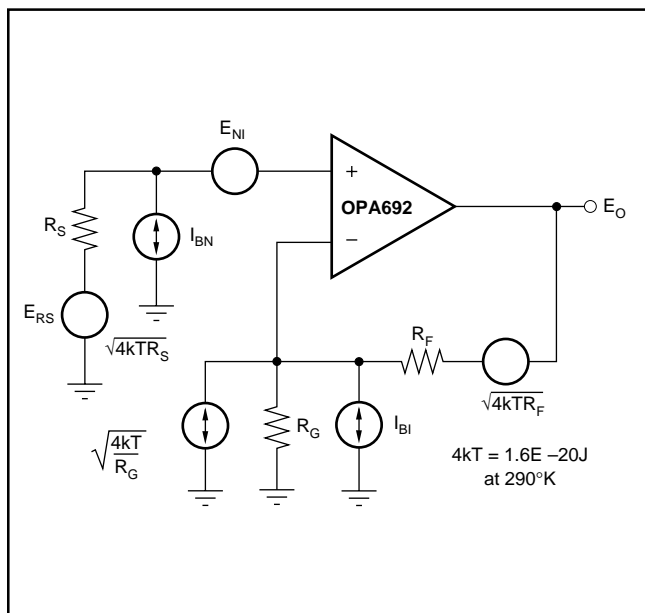 E_NI
+
OPA692
−
E_O
R_S
I_BN
E_RS
√4kTR_S
R_F
√4kTR_F
√4kT/R_G
R_G
I_BI
4kT = 1.6E –20J
at 290°K